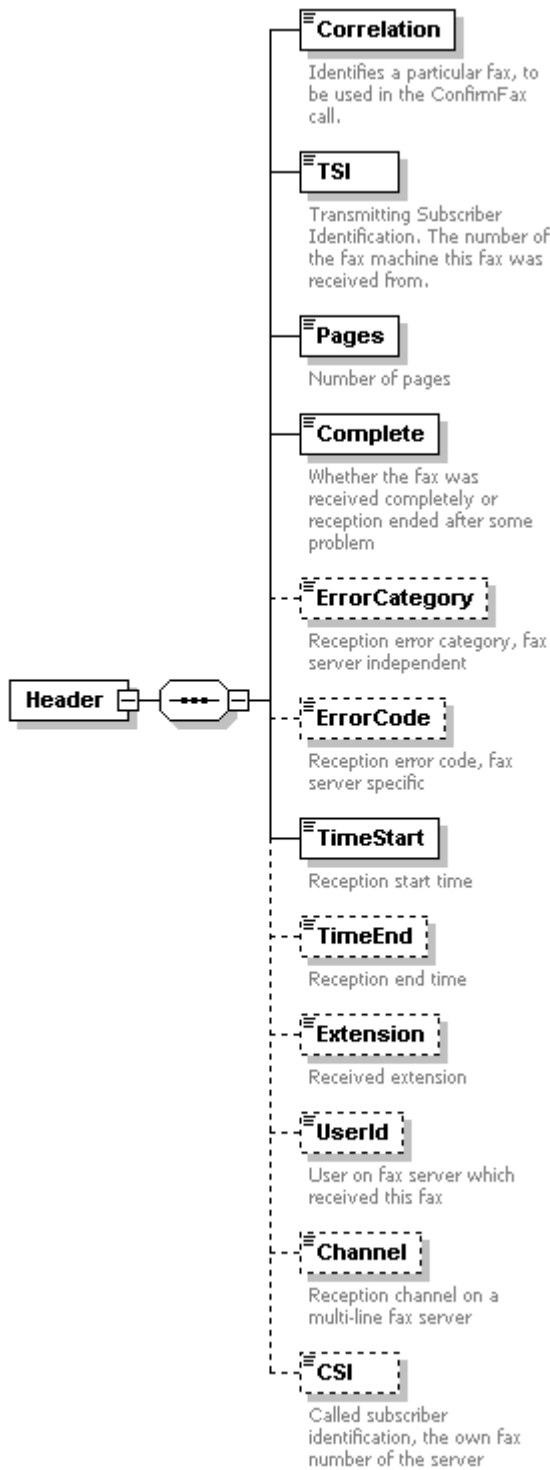 Correlation
Identifies a particular fax, to
be used in the ConfirmFax
call.
TSI
Transmitting Subscriber
Identification. The number of
the fax machine this fax was
received from.
Pages
Number of pages
Complete
Whether the fax was
received completely or
reception ended after some
problem
ErrorCategory
Reception error category, fax
server independent
Header
ErrorCode
Reception error code, fax
server specific
TimeStart
Reception start time
TimeEnd
Reception end time
Extension
Received extension
UserId
User on fax server which
received this fax
Channel
Reception channel on a
multi-line fax server
CSI
Called subscriber
identification, the own fax
number of the server